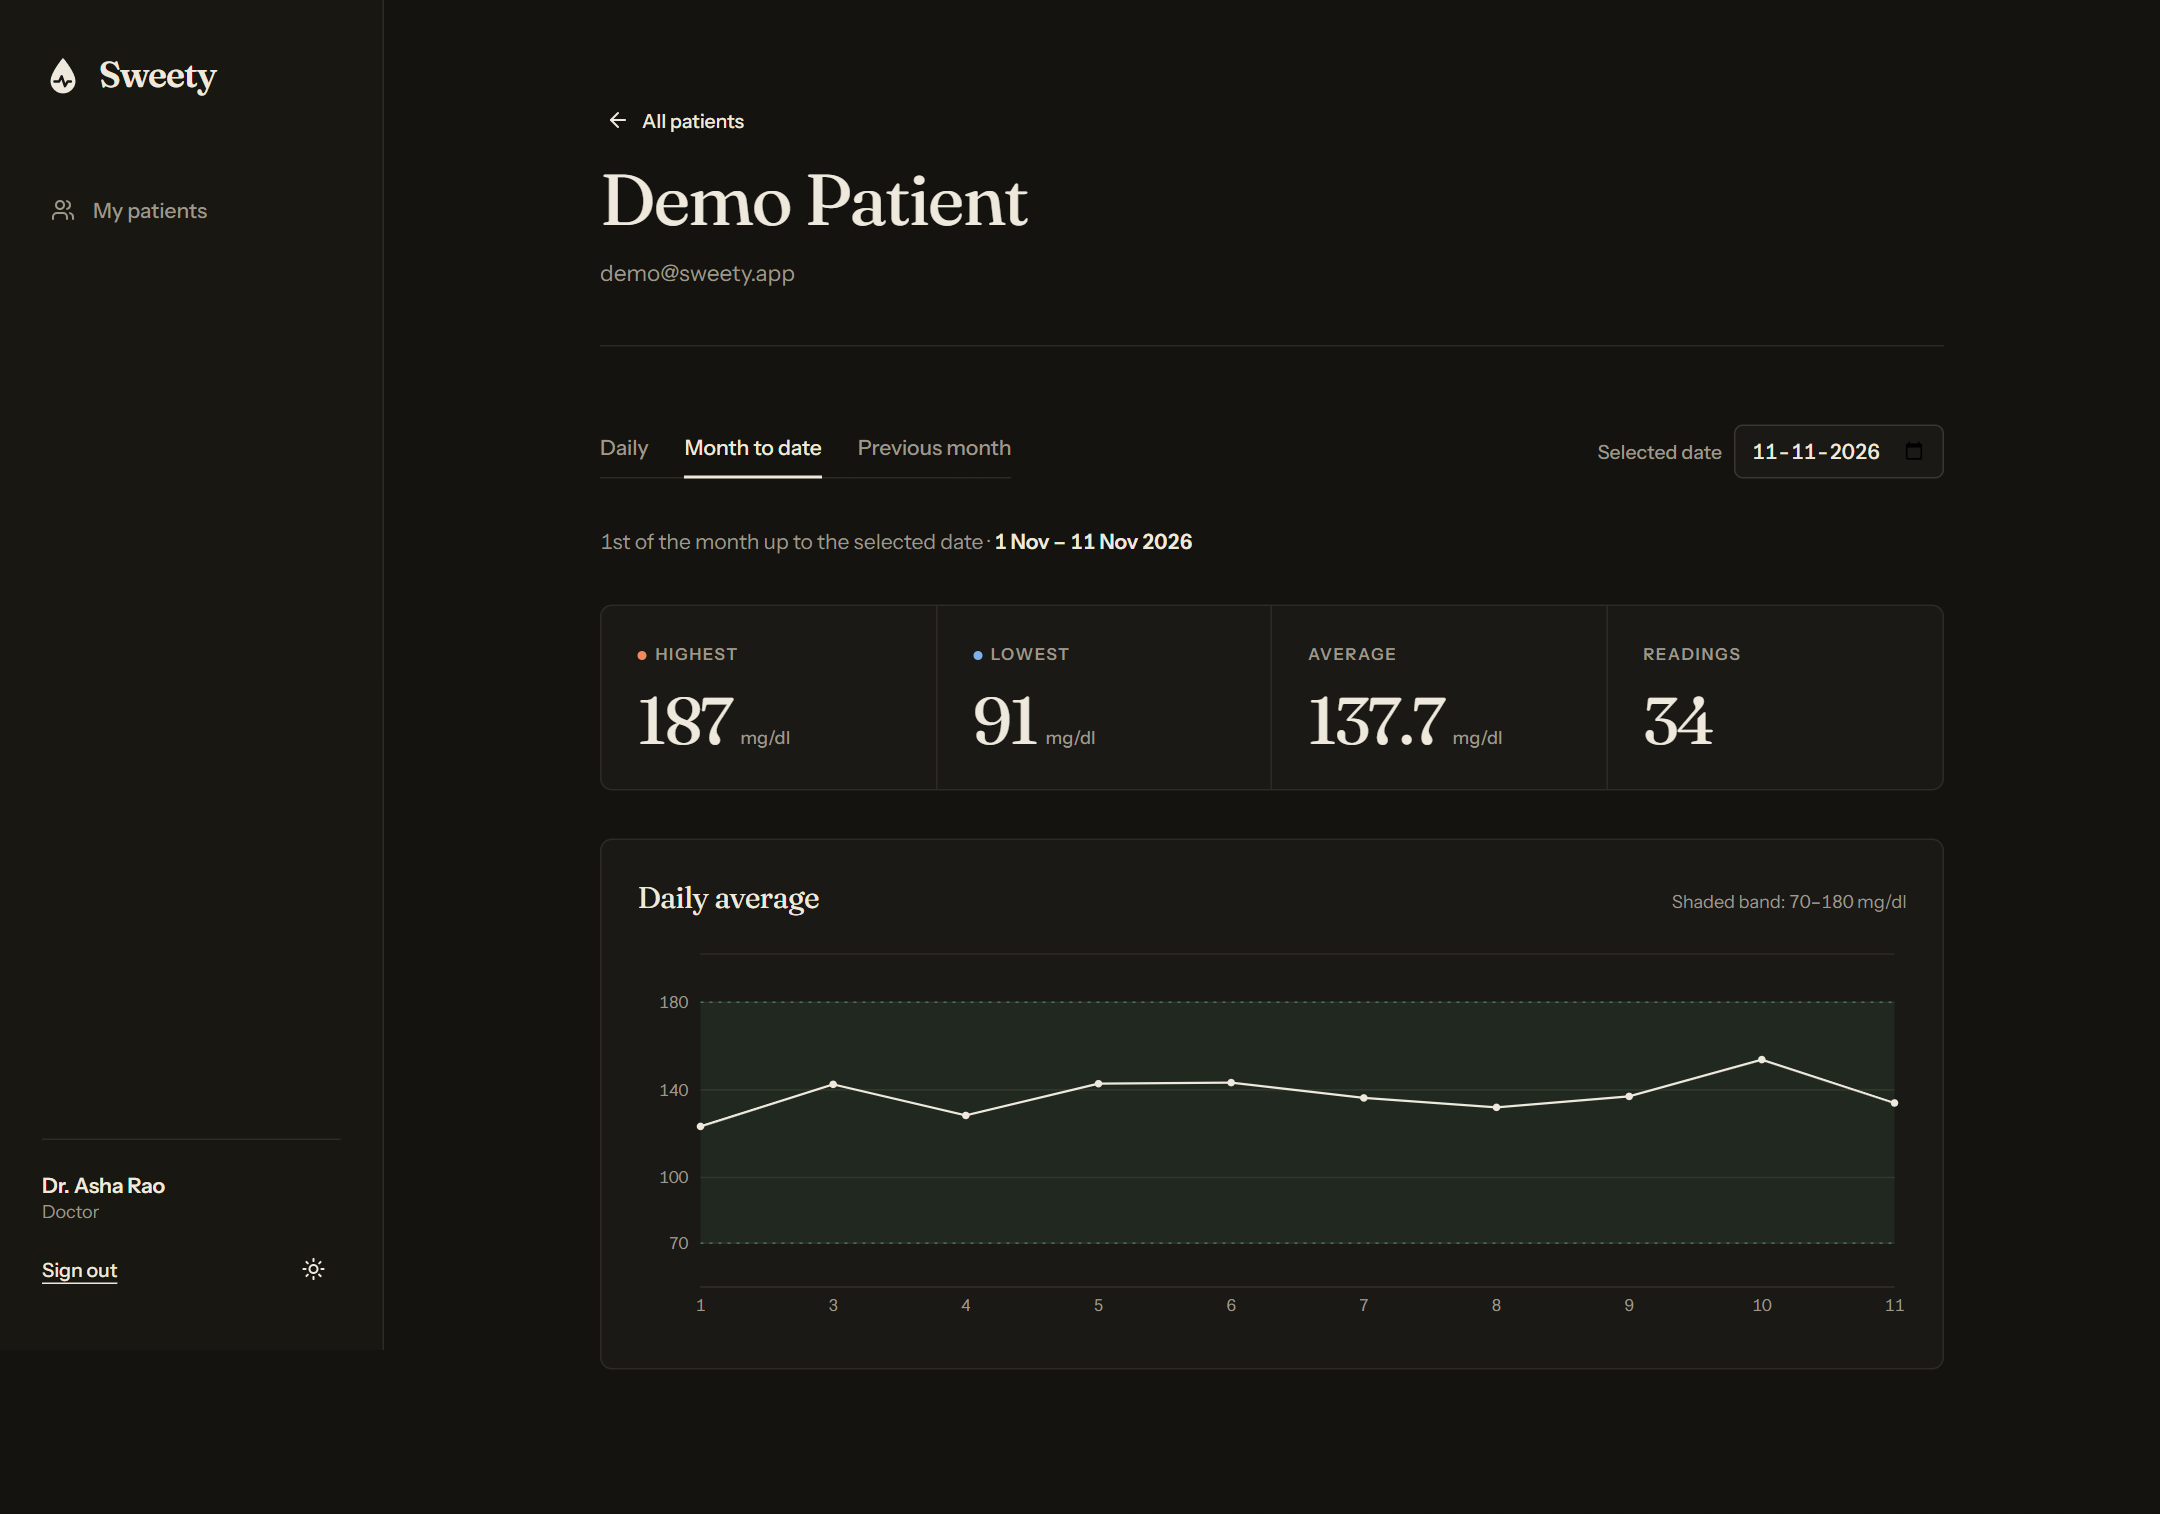 Sweety
My patients
All patients
Demo Patient
demo@sweety.app
Daily Month to date Previous month
Selected date 11-11-2026
1st of the month up to the selected date · 1 Nov – 11 Nov 2026
HIGHEST
187 mg/dl
LOWEST
91 mg/dl
AVERAGE
137.7 mg/dl
READINGS
34
Daily average
Shaded band: 70–180 mg/dl
180
140
100
70
1 3 4 5 6 7 8 9 10 11
Dr. Asha Rao
Doctor
Sign out